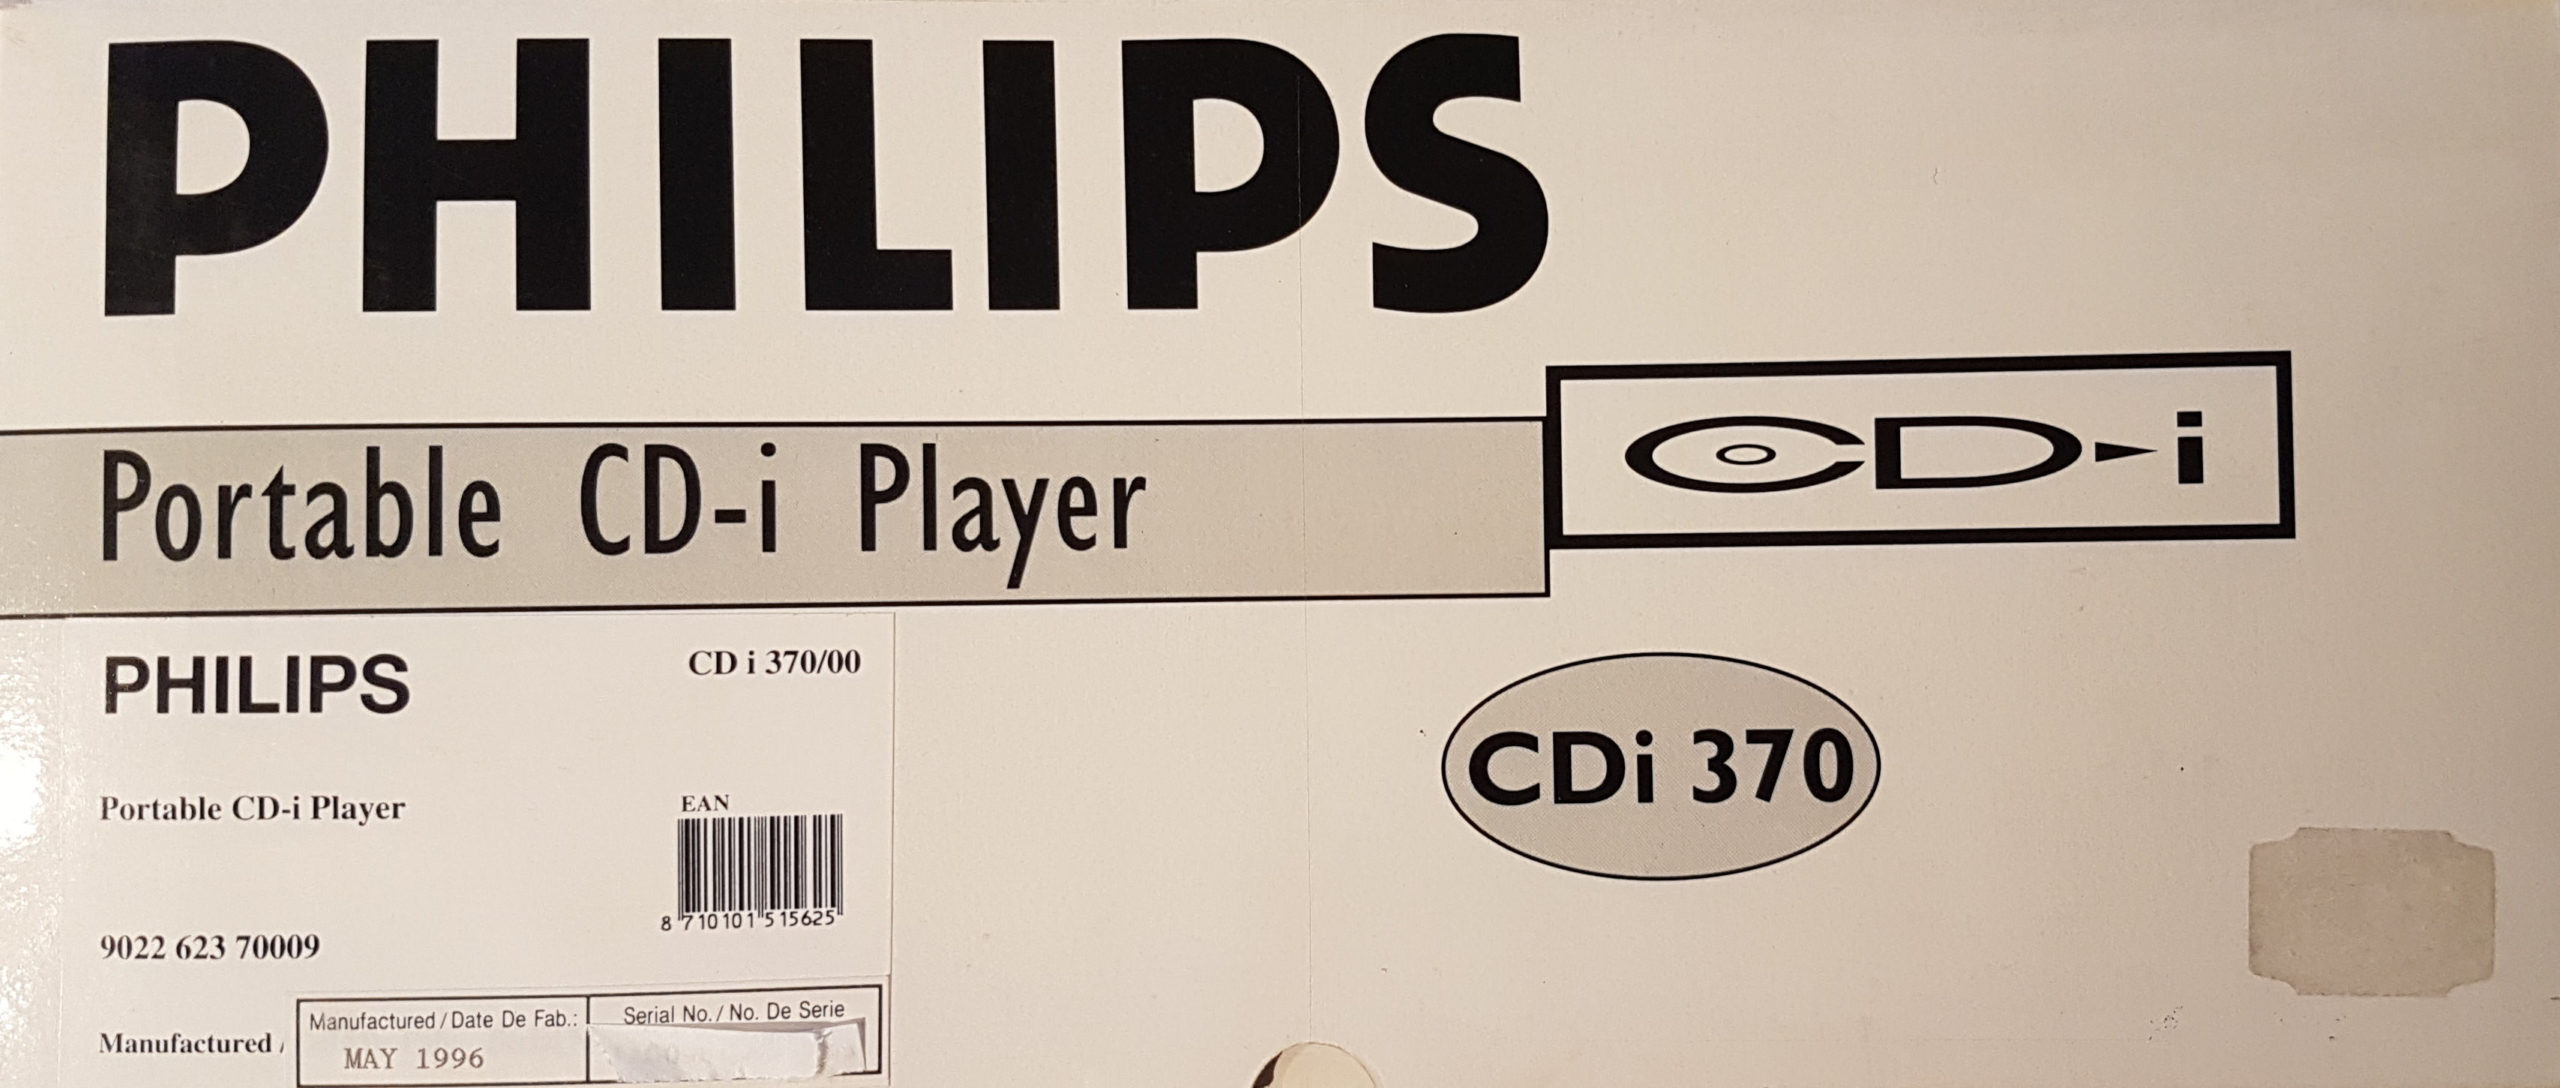 PHILIPS
CD-i
Portable CD-i Player
PHILIPS
CD i 370/00
CDi 370
Portable CD-i Player
EAN
8 710101 515625
9022 623 70009
Manufactured /
Manufactured / Date De Fab.:
MAY 1996
Serial No. / No. De Serie